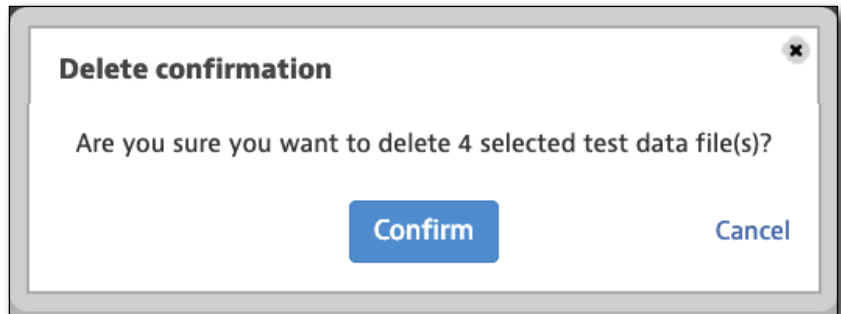 Delete confirmation
Are you sure you want to delete 4 selected test data file(s)?
Confirm
Cancel